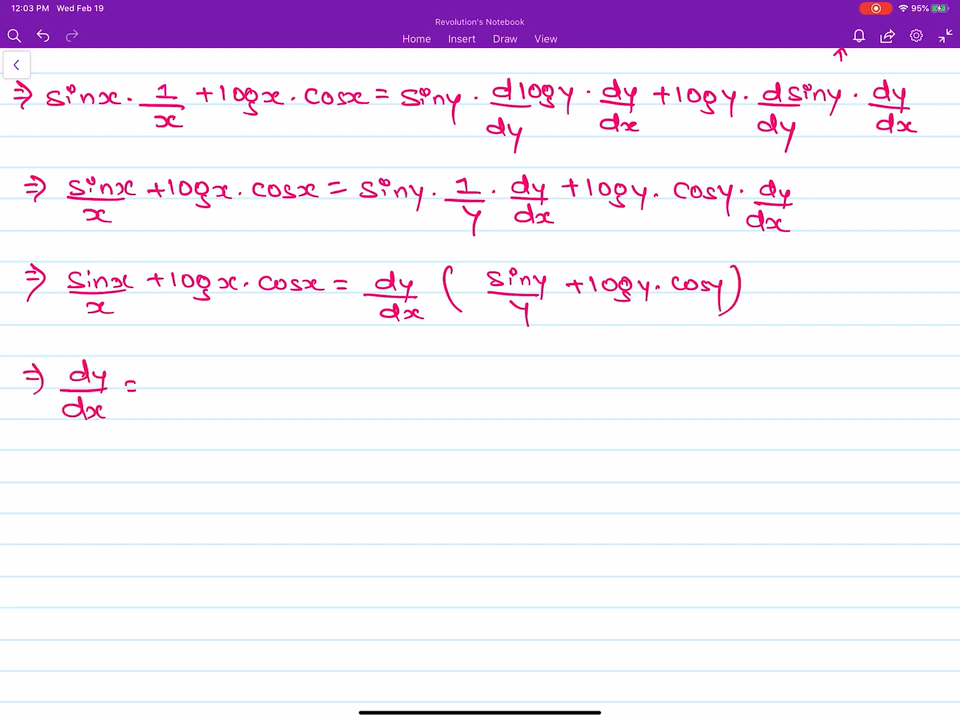 12:03 PM Wed Feb 19 95%
Revolution's Notebook
Home Insert Draw View
⇒ sinx · 1/x + logx · cosx = siny · dlogy/dy · dy/dx + logy · dsiny/dy · dy/dx
⇒ sinx/x + logx · cosx = siny · 1/y · dy/dx + logy · cosy · dy/dx
⇒ sinx/x + logx · cosx = dy/dx ( siny/y + logy · cosy )
⇒ dy/dx =